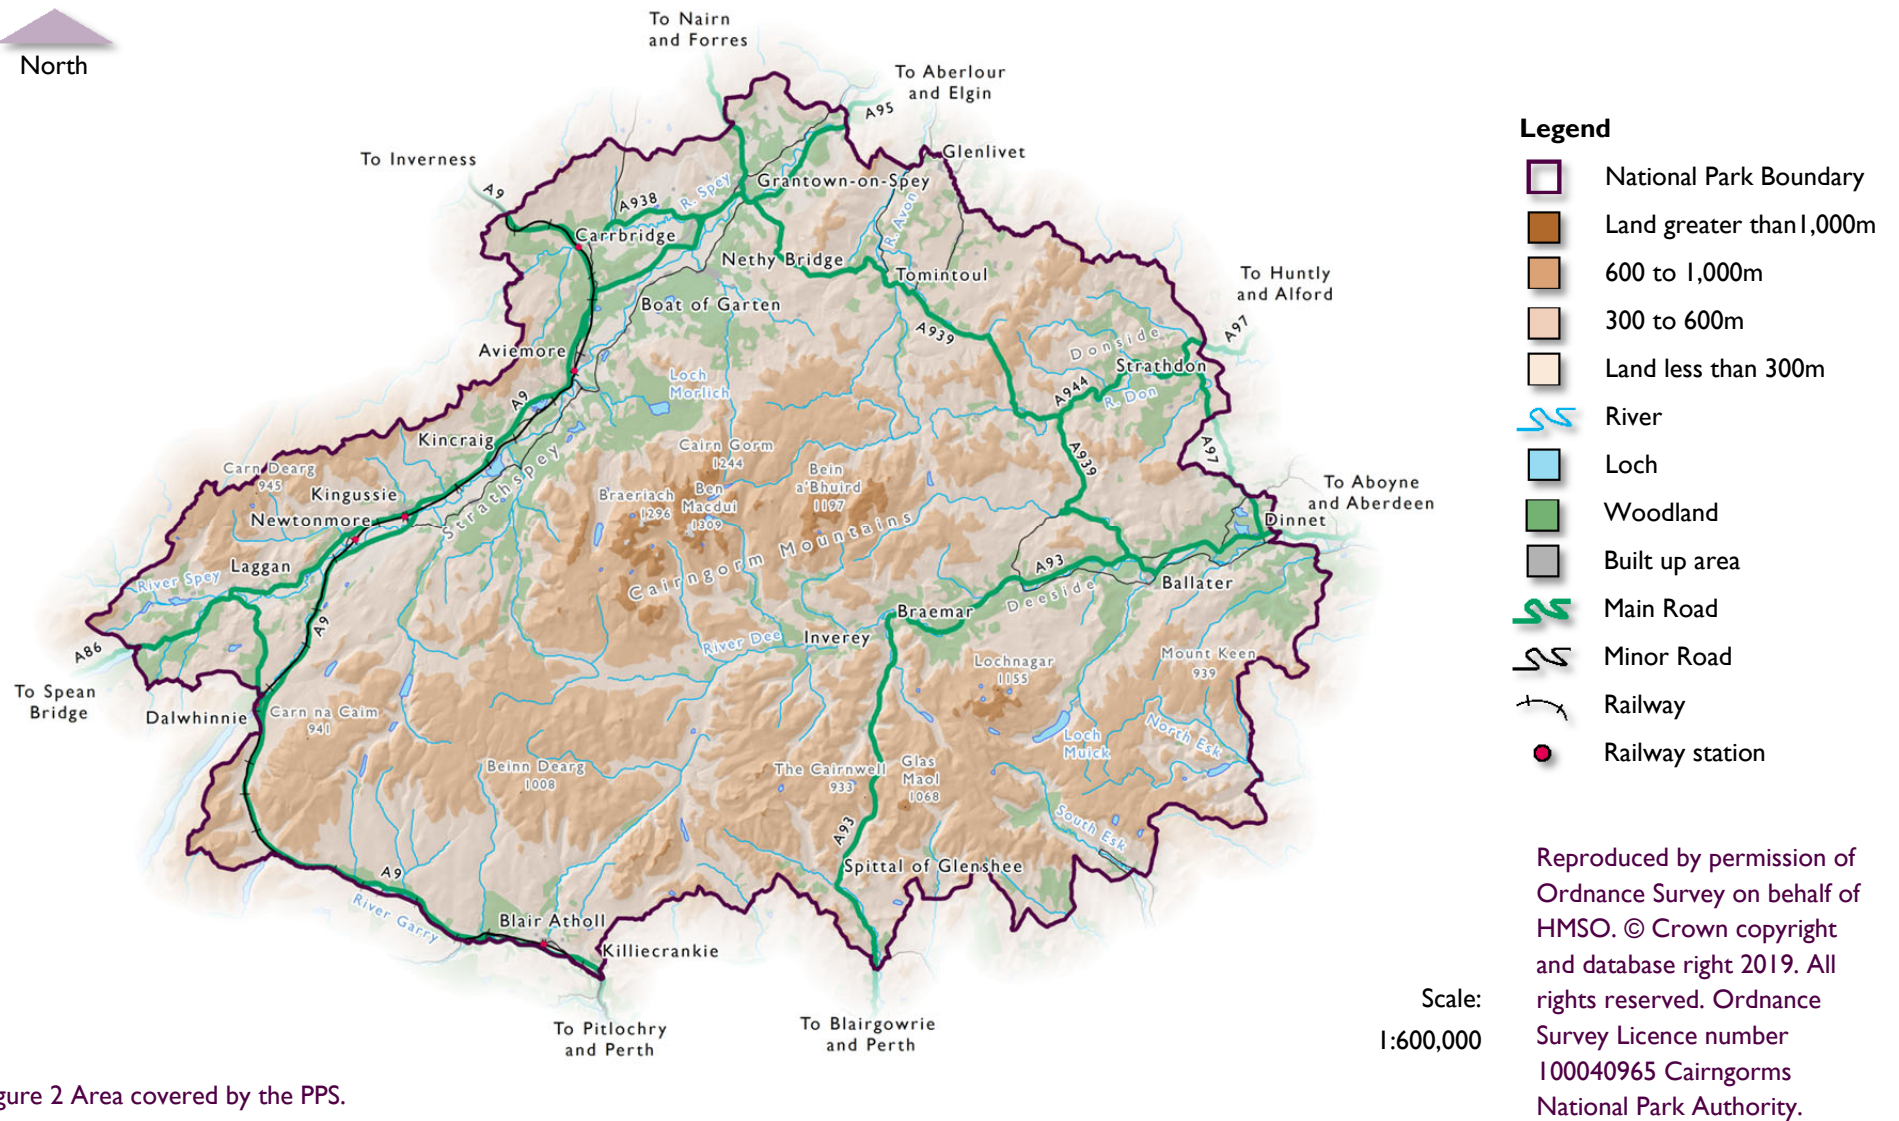 North
To Nairn
and Forres
To Aberlour
and Elgin
A95
To Inverness
A9
Glenlivet
Grantown-on-Spey
R. Spey
A938
R. Avon
Carrbridge
Nethy Bridge
Tomintoul
To Huntly
and Alford
Boat of Garten
A97
A939
Donside
Aviemore
Strathdon
Loch
Morlich
A944
R. Don
A9
Kincraig
Cairn Gorm
1244
A939
A97
Carn Dearg
945
Strathspey
Bein
a'Bhuird
1197
Kingussie
Braeriach
1296
Ben
Macdui
1309
To Aboyne
and Aberdeen
Newtonmore
Dinnet
Cairngorm Mountains
Laggan
River Spey
A93
Deeside
Ballater
Braemar
A9
A86
River Dee
Inverey
Lochnagar
1155
Mount Keen
939
To Spean
Bridge
Dalwhinnie
Carn na Caim
941
Loch
Muick
North Esk
Beinn Dearg
1008
The Cairnwell
933
Glas
Maol
1068
South Esk
A93
Spittal of Glenshee
A9
River Garry
Blair Atholl
Killiecrankie
To Pitlochry
and Perth
To Blairgowrie
and Perth
Legend
National Park Boundary
Land greater than1,000m
600 to 1,000m
300 to 600m
Land less than 300m
River
Loch
Woodland
Built up area
Main Road
Minor Road
Railway
Railway station
Reproduced by permission of
Ordnance Survey on behalf of
HMSO. © Crown copyright
and database right 2019. All
rights reserved. Ordnance
Survey Licence number
100040965 Cairngorms
National Park Authority.
Scale:
1:600,000
gure 2 Area covered by the PPS.